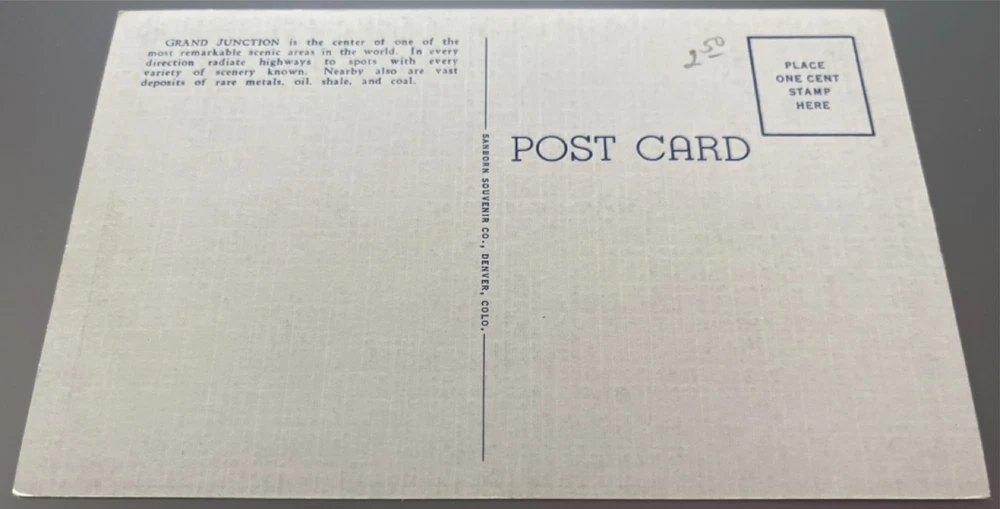 GRAND JUNCTION is the center of one of the
most remarkable scenic areas in the world. In every
direction radiate highways to spots with every
variety of scenery known. Nearby also are vast
deposits of rare metals, oil, shale, and coal.
SANBORN SOUVENIR CO., DENVER, COLO.
2 50
PLACE
ONE CENT
STAMP
HERE
POST CARD